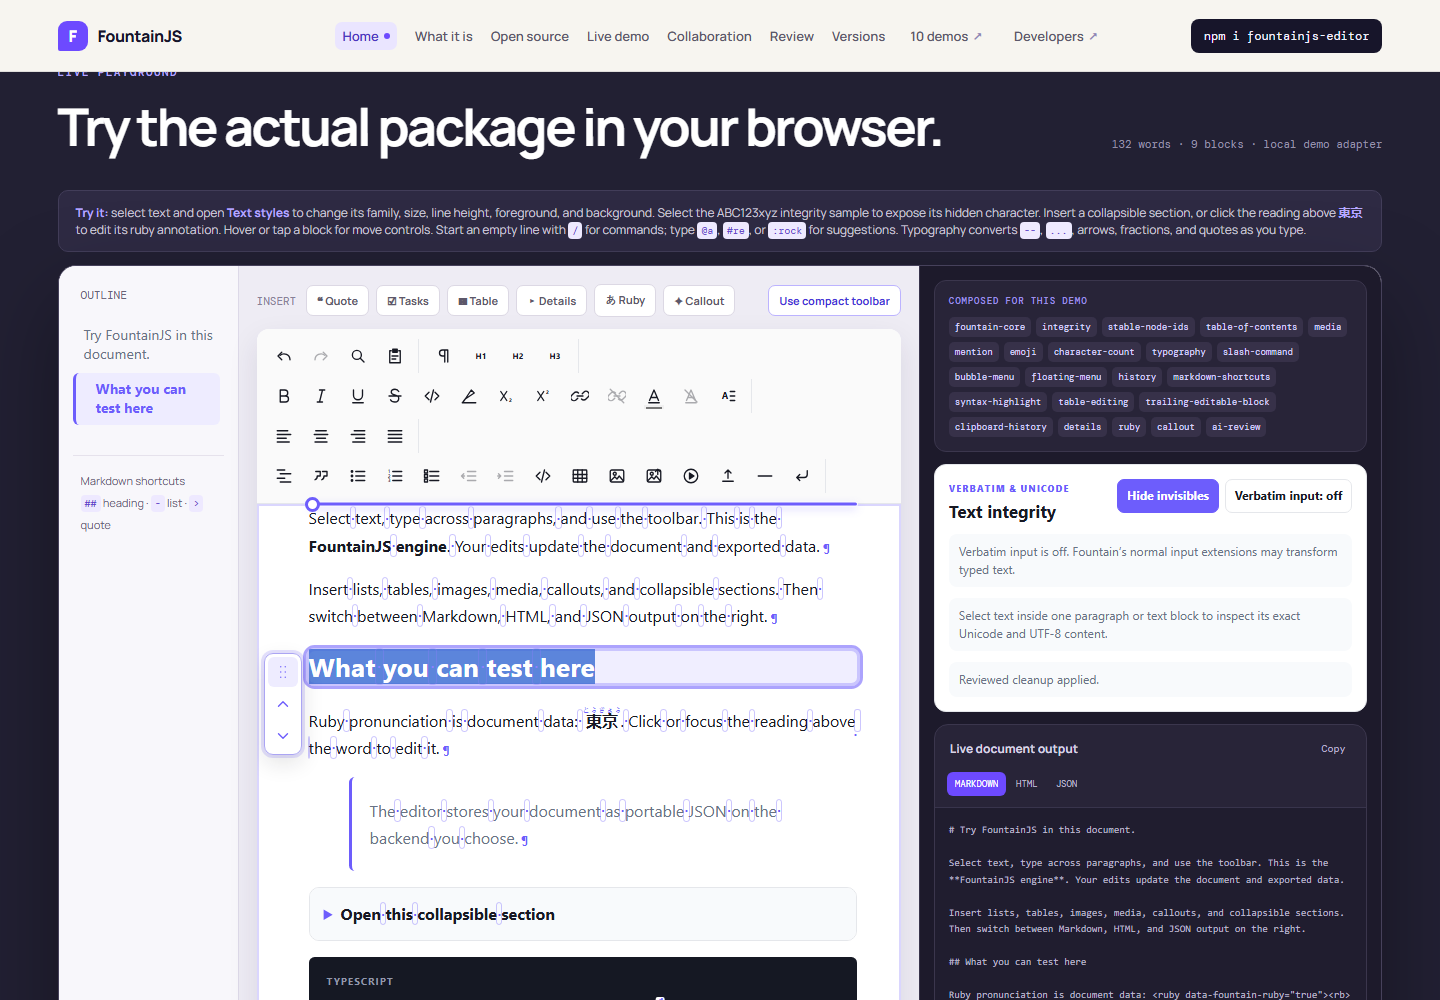 F FountainJS
Home What it is Open source Live demo Collaboration Review Versions 10 demos ↗ Developers ↗
npm i fountainjs-editor
LIVE PLAYGROUND
Try the actual package in your browser.
132 words · 9 blocks · local demo adapter
Try it: select text and open Text styles to change its family, size, line height, foreground, and background. Select the ABC123xyz integrity sample to expose its hidden character. Insert a collapsible section, or click the reading above 東京
to edit its ruby annotation. Hover or tap a block for move controls. Start an empty line with / for commands; type @a, #re, or :rock for suggestions. Typography converts --, ..., arrows, fractions, and quotes as you type.
OUTLINE
Try FountainJS in this
document.
What you can
test here
Markdown shortcuts
## heading · - list · >
quote
INSERT ❝ Quote ☑ Tasks ▦ Table ▸ Details あ Ruby ✦ Callout Use compact toolbar
¶ H1 H2 H3
B I U S </> X₂ X² A A AΞ
Select·text,·type·across·paragraphs,·and·use·the·toolbar.·This·is·the·
FountainJS·engine.·Your·edits·update·the·document·and·exported·data.¶
Insert·lists,·tables,·images,·media,·callouts,·and·collapsible·sections.·Then·
switch·between·Markdown,·HTML,·and·JSON·output·on·the·right.¶
What you can test here
Ruby·pronunciation·is·document·data:·東京.·Click·or·focus·the·reading·above·
the·word·to·edit·it.¶
The·editor·stores·your·document·as·portable·JSON·on·the·
backend·you·choose.¶
▶ Open·this·collapsible·section
TYPESCRIPT
COMPOSED FOR THIS DEMO
fountain-core integrity stable-node-ids table-of-contents media
mention emoji character-count typography slash-command
bubble-menu floating-menu history markdown-shortcuts
syntax-highlight table-editing trailing-editable-block
clipboard-history details ruby callout ai-review
VERBATIM & UNICODE
Text integrity
Hide invisibles Verbatim input: off
Verbatim input is off. Fountain’s normal input extensions may transform
typed text.
Select text inside one paragraph or text block to inspect its exact
Unicode and UTF-8 content.
Reviewed cleanup applied.
Live document output Copy
MARKDOWN HTML JSON
# Try FountainJS in this document.
Select text, type across paragraphs, and use the toolbar. This is the
**FountainJS engine**. Your edits update the document and exported data.
Insert lists, tables, images, media, callouts, and collapsible sections.
Then switch between Markdown, HTML, and JSON output on the right.
## What you can test here
Ruby pronunciation is document data: <ruby data-fountain-ruby="true"><rb>